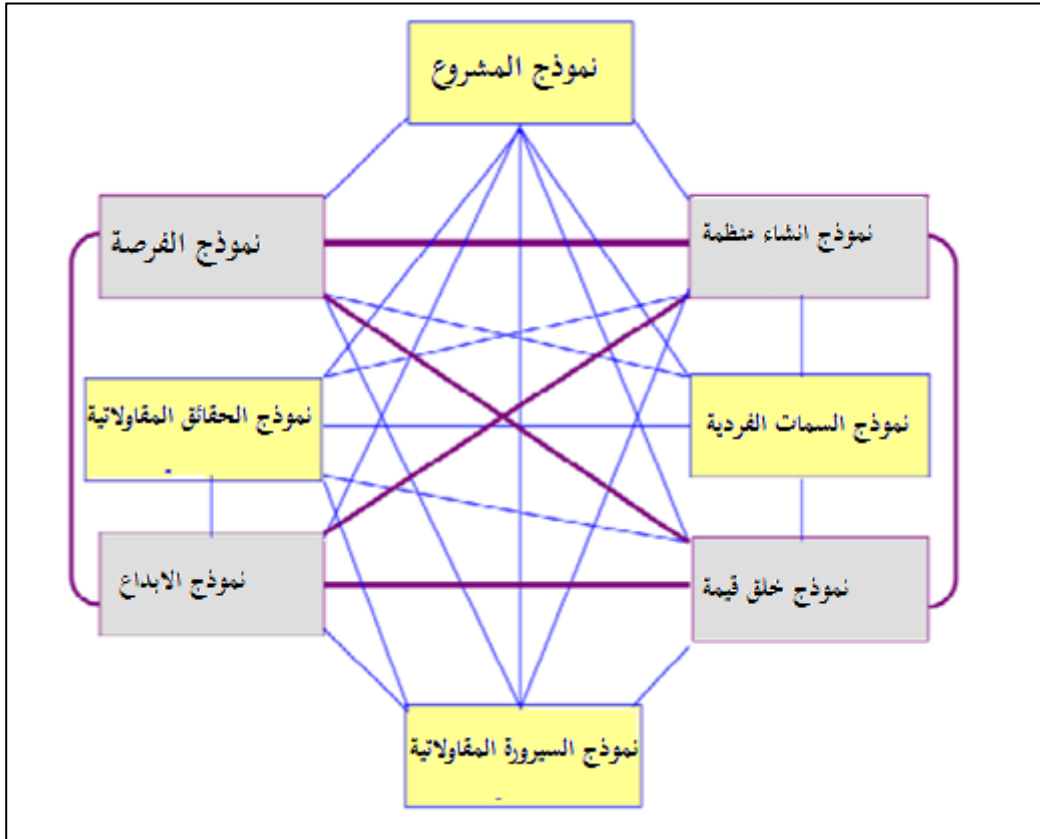 نموذج المشروع
نموذج انشاء منظمة
نموذج الفرصة
نموذج السمات الفردية
نموذج الحقائق المقاولاتية
نموذج خلق قيمة
نموذج الابداع
نموذج السيرورة المقاولاتية